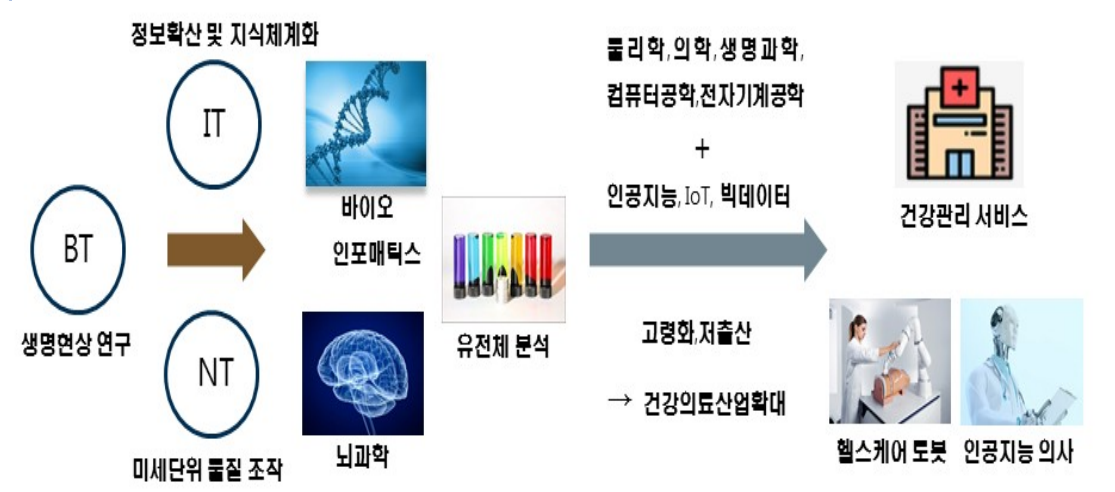 정보확산 및 지식체계화
IT
BT
생명현상 연구
NT
미세단위 물질 조작
바이오
인포매틱스
뇌과학
유전체 분석
물리학,의학,생명과학,
컴퓨터공학,전자기계공학
+
인공지능, IoT, 빅데이터
고령화,저출산
→ 건강의료산업확대
건강관리 서비스
헬스케어 로봇
인공지능 의사